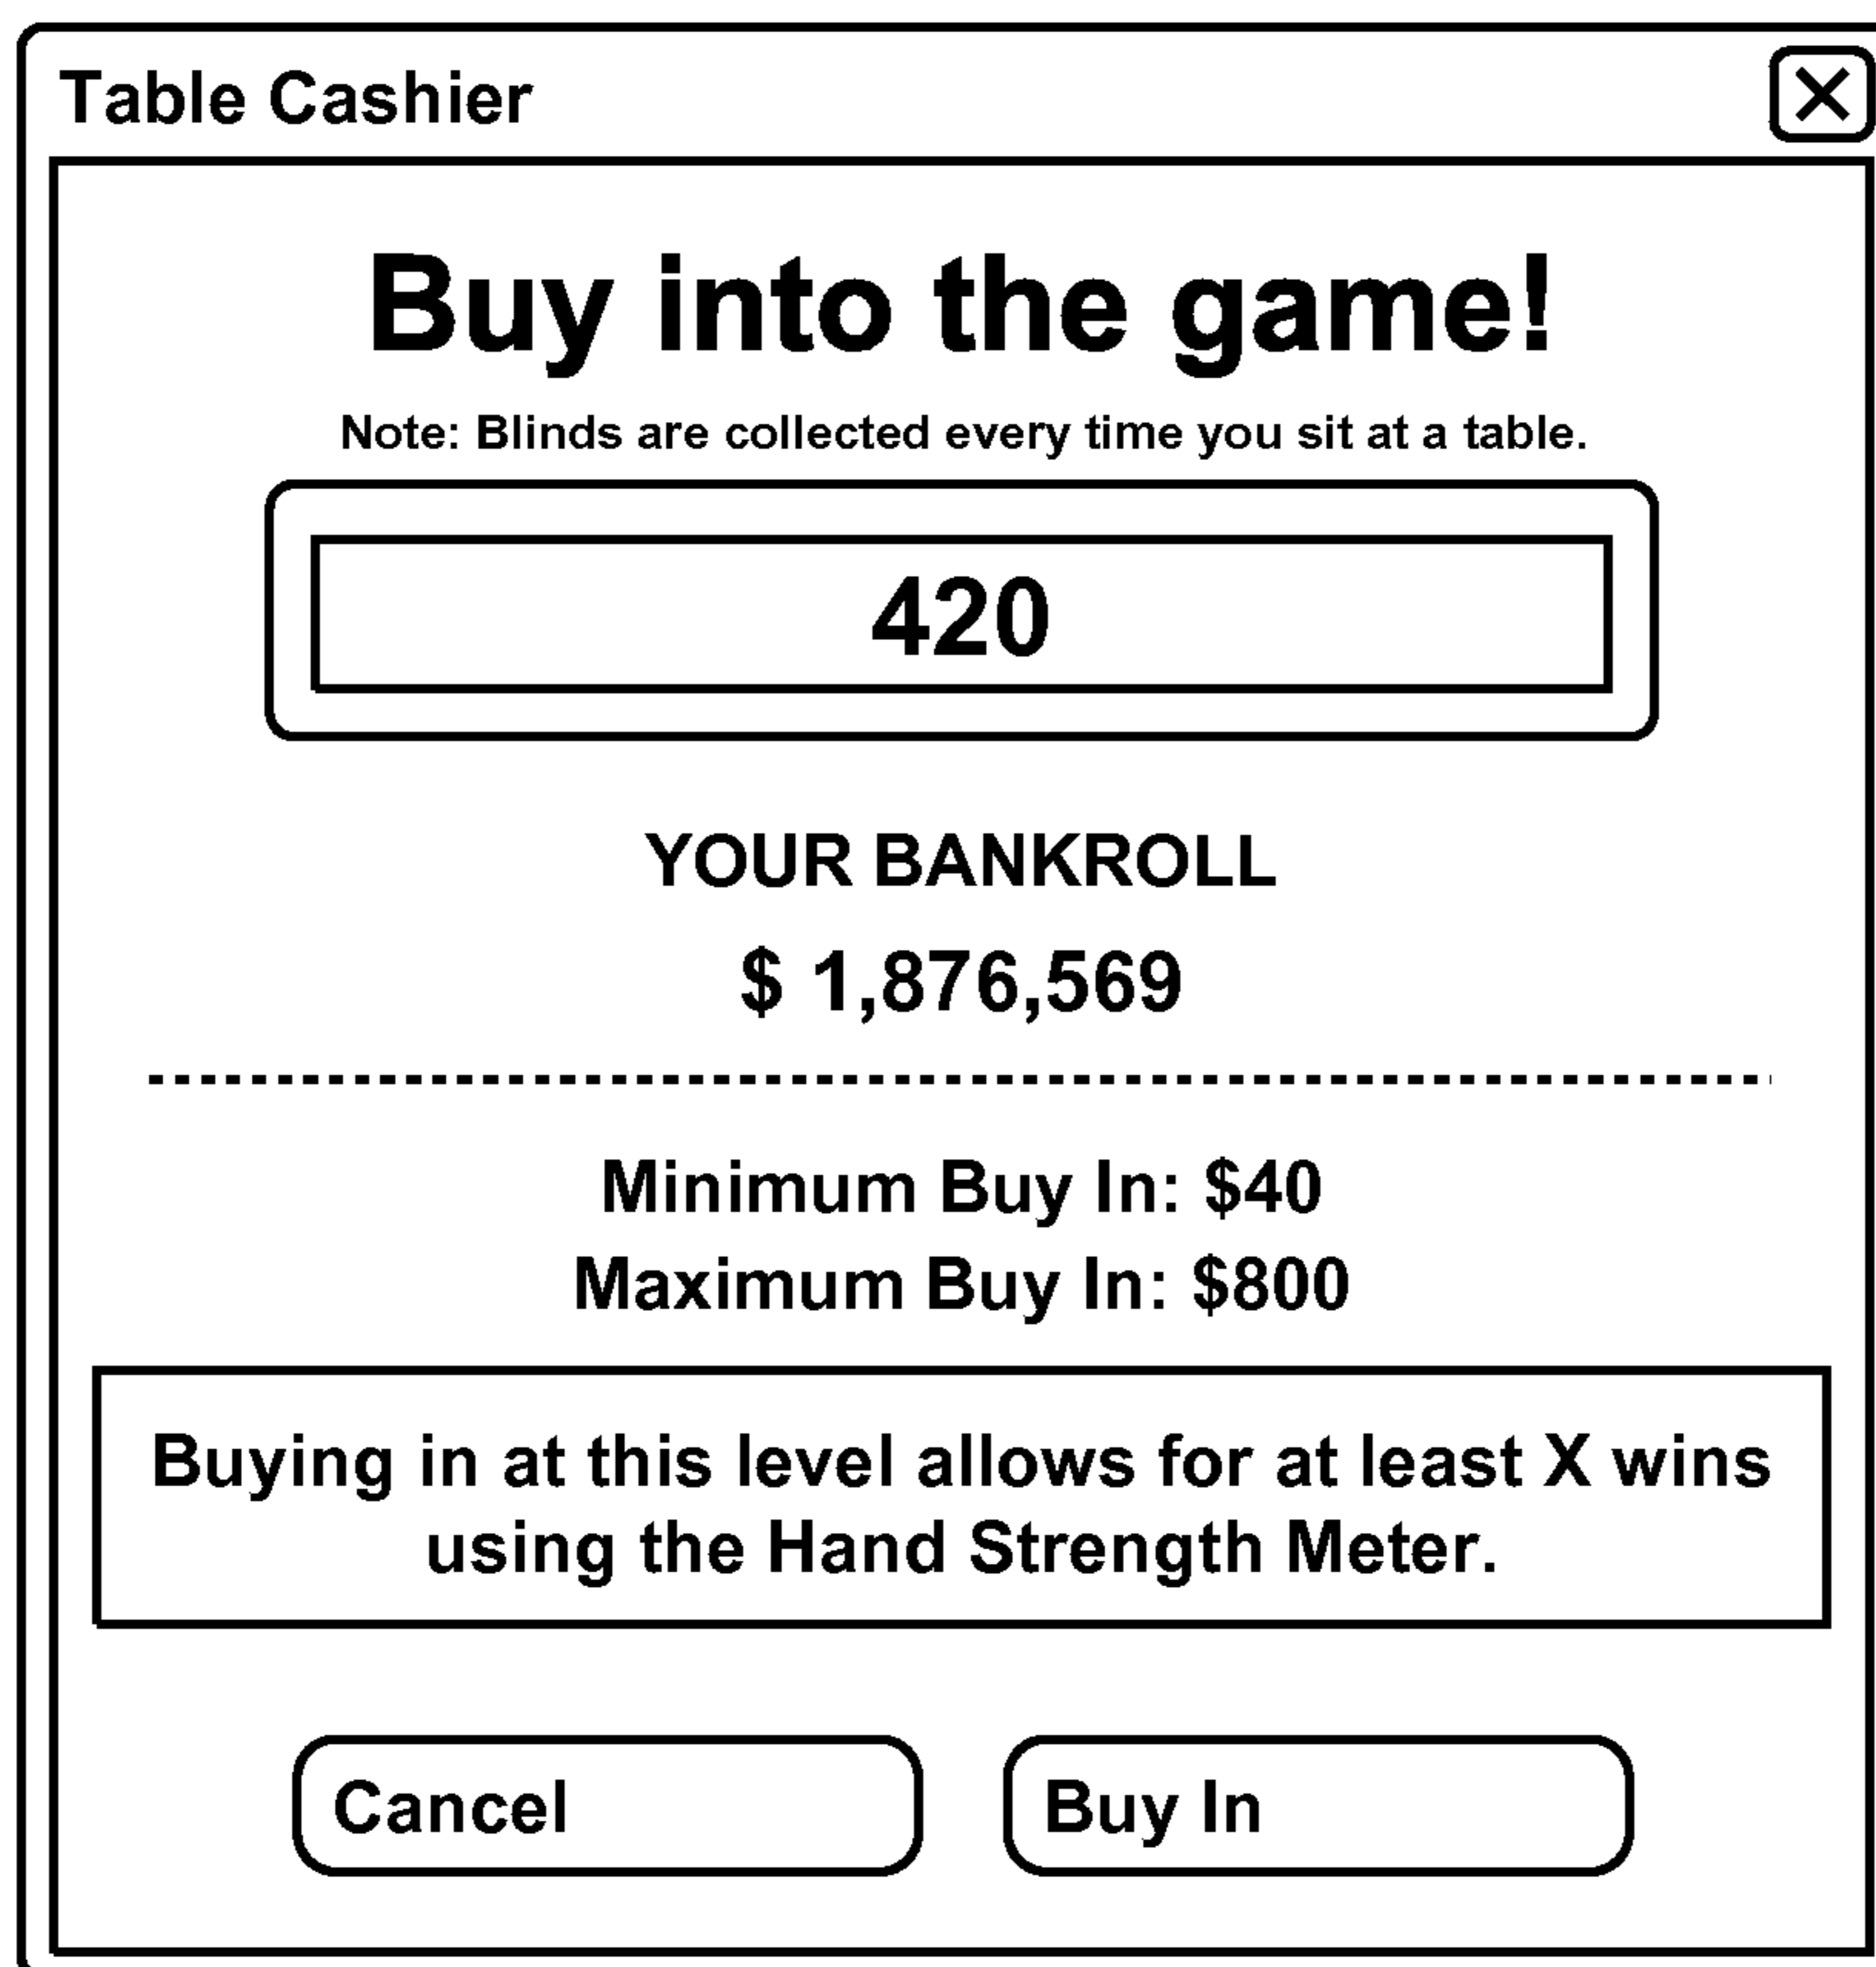 Table Cashier
Buy into the game!
Note: Blinds are collected every time you sit at a table.
420
YOUR BANKROLL
$ 1,876,569
Minimum Buy In: $40
Maximum Buy In: $800
Buying in at this level allows for at least X wins
using the Hand Strength Meter.
Cancel
Buy In